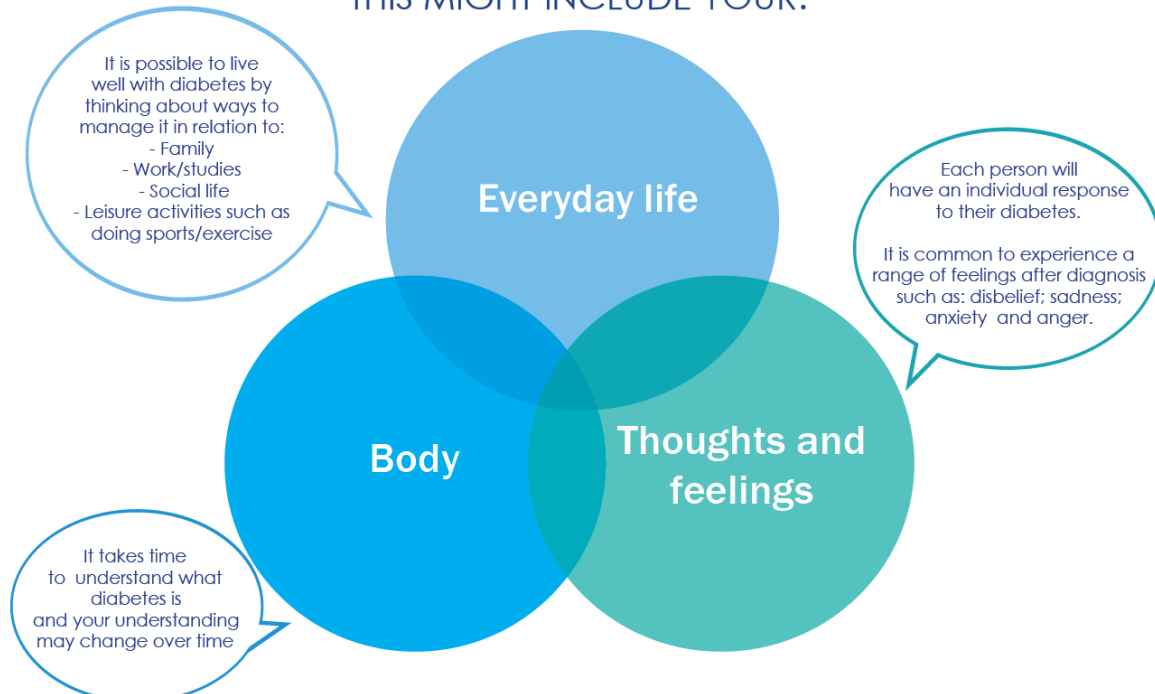 THIS MIGHT INCLUDE YOUR:
It is possible to live
well with diabetes by
thinking about ways to
manage it in relation to:
- Family
- Work/studies
- Social life
- Leisure activities such as
doing sports/exercise
Everyday life
Each person will
have an individual response
to their diabetes.
It is common to experience a
range of feelings after diagnosis
such as: disbelief; sadness;
anxiety and anger.
Body
Thoughts and
feelings
It takes time
to understand what
diabetes is
and your understanding
may change over time